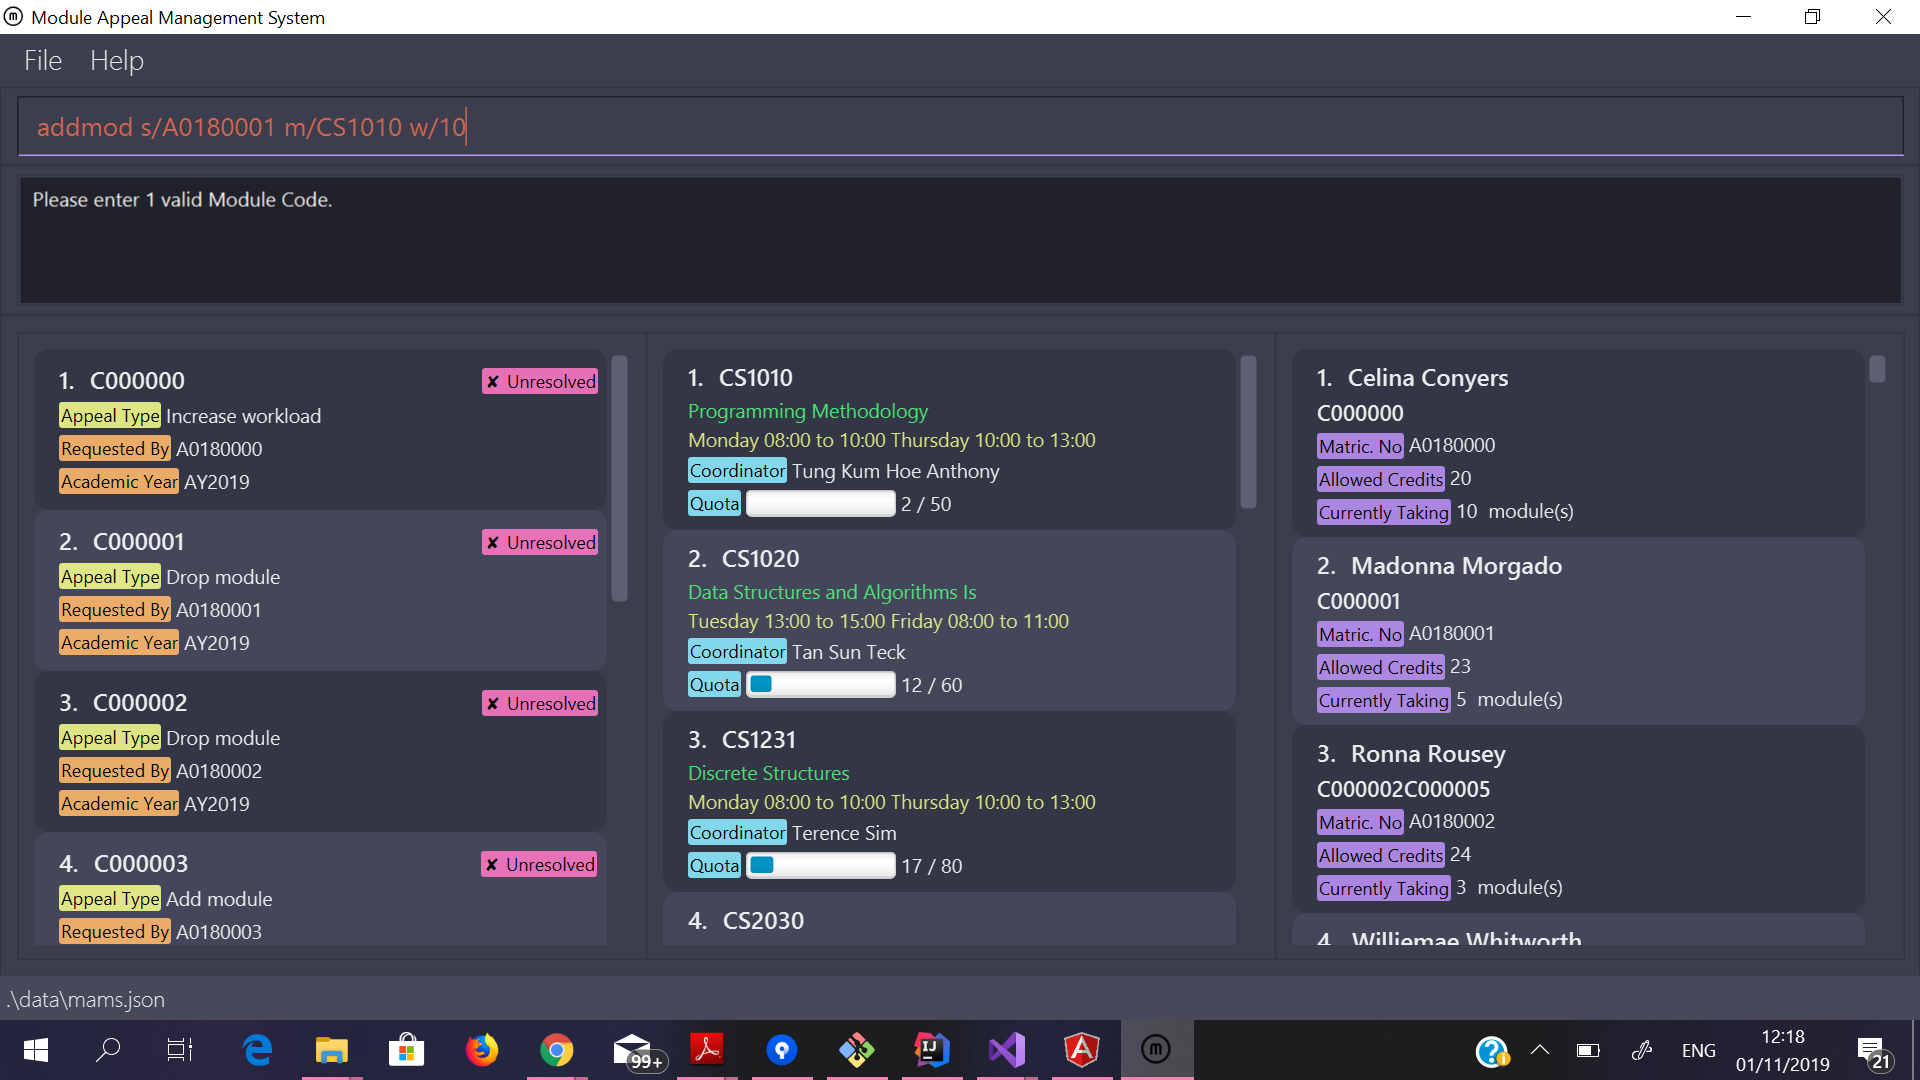 Module Appeal Management System
File Help
addmod s/A0180001 m/CS1010 w/10
Please enter 1 valid Module Code.
1. C000000
✘ Unresolved
Appeal Type Increase workload
Requested By A0180000
Academic Year AY2019
2. C000001
✘ Unresolved
Appeal Type Drop module
Requested By A0180001
Academic Year AY2019
3. C000002
✘ Unresolved
Appeal Type Drop module
Requested By A0180002
Academic Year AY2019
4. C000003
✘ Unresolved
Appeal Type Add module
Requested By A0180003
1. CS1010
Programming Methodology
Monday 08:00 to 10:00 Thursday 10:00 to 13:00
Coordinator Tung Kum Hoe Anthony
Quota 2 / 50
2. CS1020
Data Structures and Algorithms Is
Tuesday 13:00 to 15:00 Friday 08:00 to 11:00
Coordinator Tan Sun Teck
Quota 12 / 60
3. CS1231
Discrete Structures
Monday 08:00 to 10:00 Thursday 10:00 to 13:00
Coordinator Terence Sim
Quota 17 / 80
4. CS2030
1. Celina Conyers
C000000
Matric. No A0180000
Allowed Credits 20
Currently Taking 10 module(s)
2. Madonna Morgado
C000001
Matric. No A0180001
Allowed Credits 23
Currently Taking 5 module(s)
3. Ronna Rousey
C000002C000005
Matric. No A0180002
Allowed Credits 24
Currently Taking 3 module(s)
4. Williemae Whitworth
.\data\mams.json
99+
IJ
m
ENG
12:18
01/11/2019
21